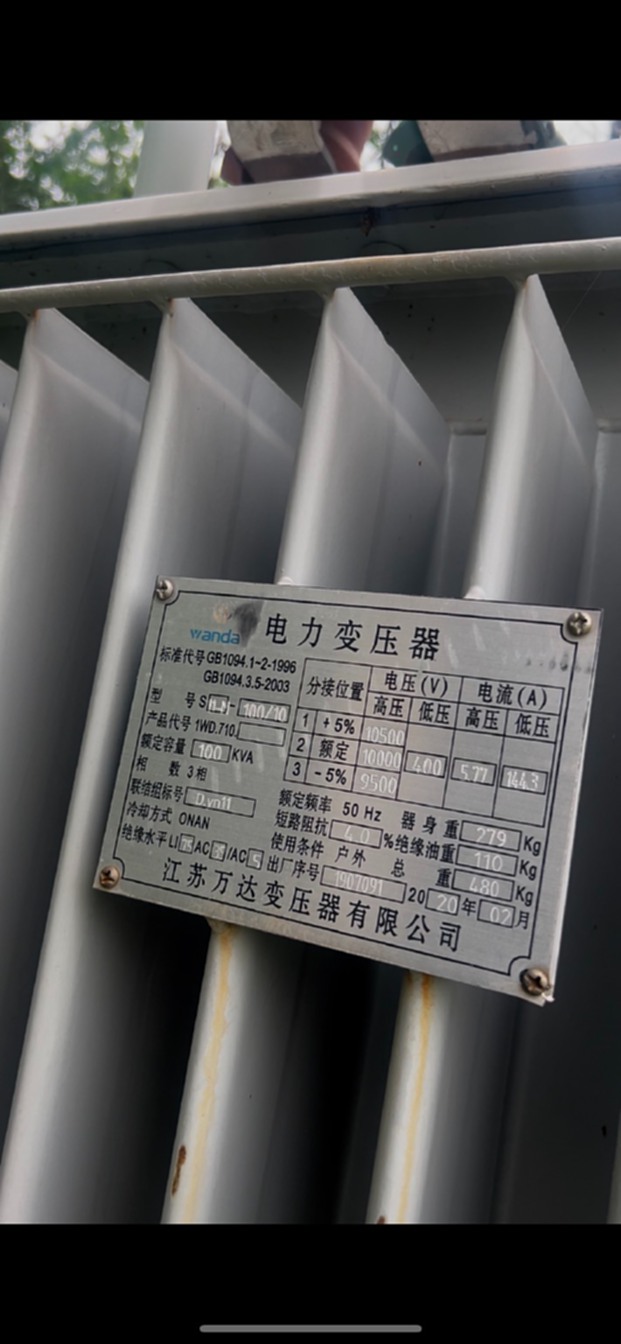 wanda 电力变压器
标准代号 GB1094.1~2-1996
GB1094.3.5-2003
型 号 S - 100/10
产品代号 1WD.710.
额定容量 100 KVA
相 数 3相
联结组标号 D.yn11
冷却方式 ONAN
绝缘水平 LI 75 AC 35 /AC 5
分接位置 电压(V) 电流(A)
高压 低压 高压 低压
1 +5% 10500
2 额定 10000 400 5.77 144.3
3 -5% 9500
额定频率 50 Hz 器身重 279 Kg
短路阻抗 4.0 % 绝缘油重 110 Kg
使用条件 户外 总 重 480 Kg
出厂序号 1907091 2020年02月
江苏万达变压器有限公司